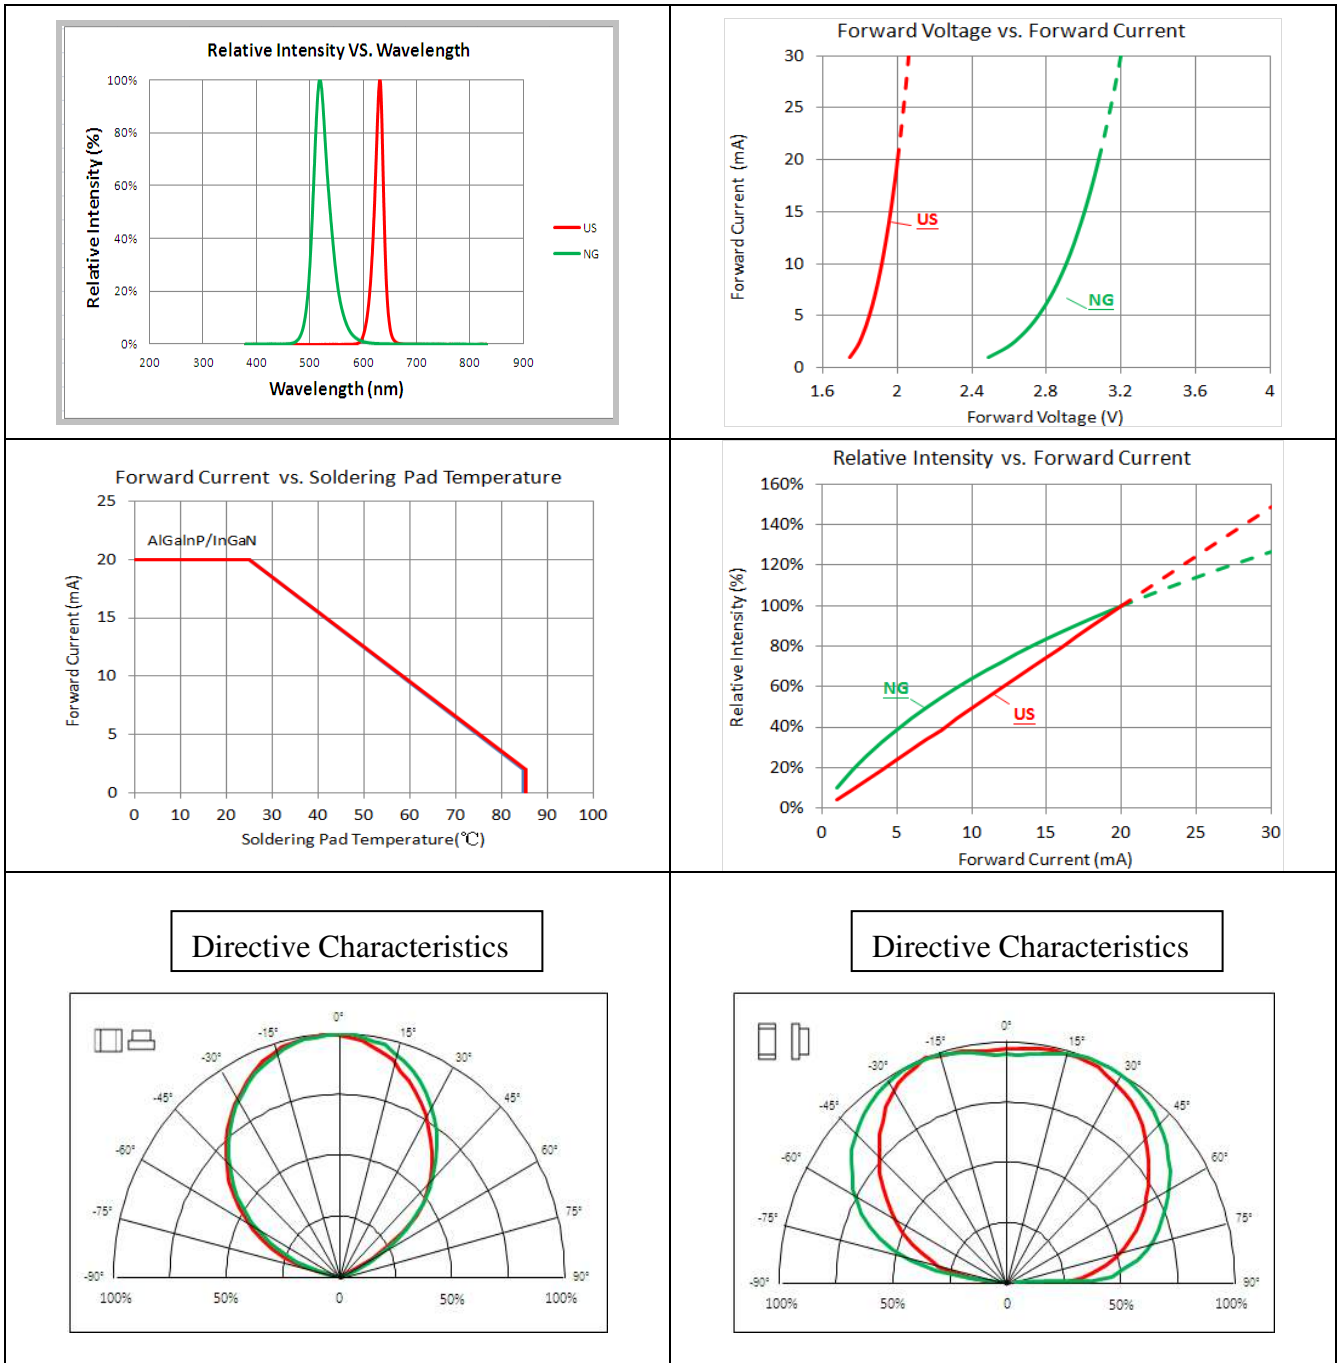 Relative Intensity VS. Wavelength
Relative Intensity (%)
100%
80%
60%
40%
20%
0%
200 300 400 500 600 700 800 900
Wavelength (nm)
US
NG
Forward Voltage vs. Forward Current
Forward Current (mA)
30
25
20
15
10
5
0
US
NG
1.6 2 2.4 2.8 3.2 3.6 4
Forward Voltage (V)
Forward Current vs. Soldering Pad Temperature
Forward Current (mA)
25
20
15
10
5
0
AlGaInP/InGaN
0 10 20 30 40 50 60 70 80 90 100
Soldering Pad Temperature(℃)
Relative Intensity vs. Forward Current
Relative Intensity (%)
160%
140%
120%
100%
80%
60%
40%
20%
0%
NG
US
0 5 10 15 20 25 30
Forward Current (mA)
Directive Characteristics
0°
-15° 15°
-30° 30°
-45° 45°
-60° 60°
-75° 75°
-90° 90°
100% 50% 0 50% 100%
Directive Characteristics
0°
-15° 15°
-30° 30°
-45° 45°
-60° 60°
-75° 75°
-90° 90°
100% 50% 0 50% 100%